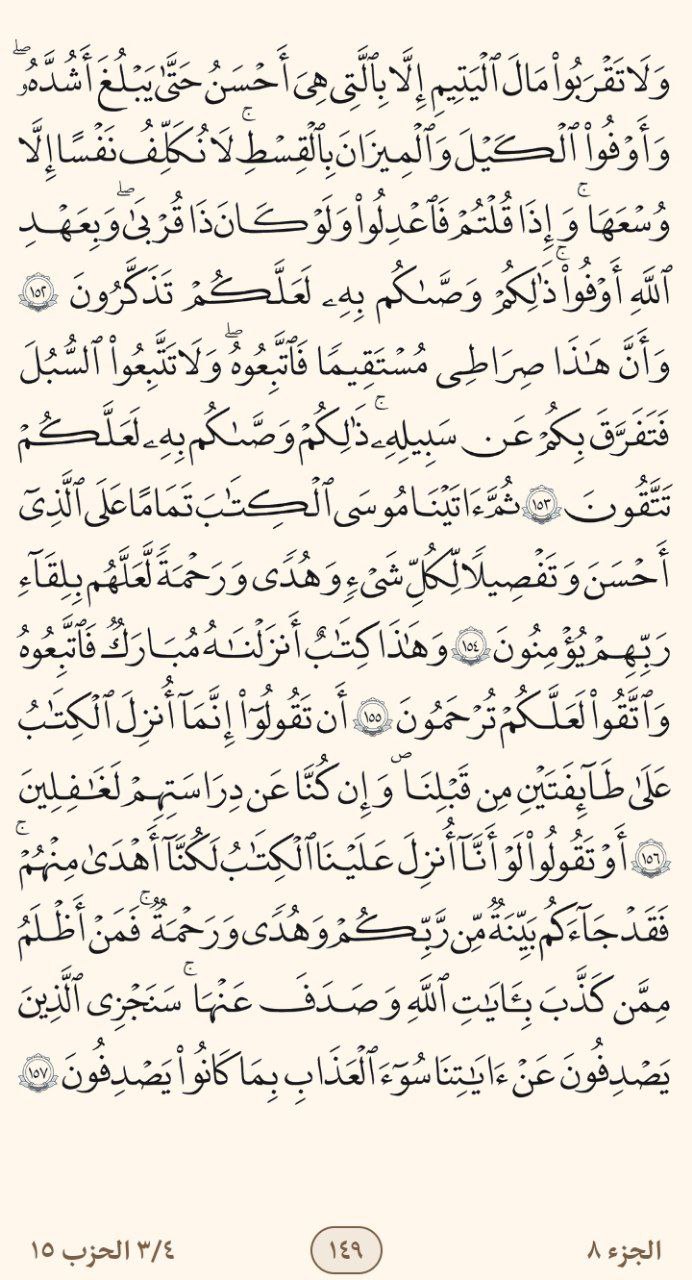 وَلَا تَقۡرَبُواْ مَالَ ٱلۡيَتِيمِ إِلَّا بِٱلَّتِي هِيَ أَحۡسَنُ حَتَّىٰ يَبۡلُغَ أَشُدَّهُۥۖ
وَأَوۡفُواْ ٱلۡكَيۡلَ وَٱلۡمِيزَانَ بِٱلۡقِسۡطِۚ لَا نُكَلِّفُ نَفۡسًا إِلَّا
وُسۡعَهَاۚ وَإِذَا قُلۡتُمۡ فَٱعۡدِلُواْ وَلَوۡ كَانَ ذَا قُرۡبَىٰۖ وَبِعَهۡدِ
ٱللَّهِ أَوۡفُواْۚ ذَٰلِكُمۡ وَصَّىٰكُم بِهِۦ لَعَلَّكُمۡ تَذَكَّرُونَ ١٥٢
وَأَنَّ هَٰذَا صِرَٰطِي مُسۡتَقِيمٗا فَٱتَّبِعُوهُۖ وَلَا تَتَّبِعُواْ ٱلسُّبُلَ
فَتَفَرَّقَ بِكُمۡ عَن سَبِيلِهِۦۚ ذَٰلِكُمۡ وَصَّىٰكُم بِهِۦ لَعَلَّكُمۡ
تَتَّقُونَ ١٥٣ ثُمَّ ءَاتَيۡنَا مُوسَى ٱلۡكِتَٰبَ تَمَامًا عَلَى ٱلَّذِيٓ
أَحۡسَنَ وَتَفۡصِيلٗا لِّكُلِّ شَيۡءٖ وَهُدٗى وَرَحۡمَةٗ لَّعَلَّهُم بِلِقَآءِ
رَبِّهِمۡ يُؤۡمِنُونَ ١٥٤ وَهَٰذَا كِتَٰبٌ أَنزَلۡنَٰهُ مُبَارَكٞ فَٱتَّبِعُوهُ
وَٱتَّقُواْ لَعَلَّكُمۡ تُرۡحَمُونَ ١٥٥ أَن تَقُولُوٓاْ إِنَّمَآ أُنزِلَ ٱلۡكِتَٰبُ
عَلَىٰ طَآئِفَتَيۡنِ مِن قَبۡلِنَا وَإِن كُنَّا عَن دِرَاسَتِهِمۡ لَغَٰفِلِينَ
١٥٦ أَوۡ تَقُولُواْ لَوۡ أَنَّآ أُنزِلَ عَلَيۡنَا ٱلۡكِتَٰبُ لَكُنَّآ أَهۡدَىٰ مِنۡهُمۡۚ
فَقَدۡ جَآءَكُم بَيِّنَةٞ مِّن رَّبِّكُمۡ وَهُدٗى وَرَحۡمَةٞۚ فَمَنۡ أَظۡلَمُ
مِمَّن كَذَّبَ بِـَٔايَٰتِ ٱللَّهِ وَصَدَفَ عَنۡهَاۗ سَنَجۡزِي ٱلَّذِينَ
يَصۡدِفُونَ عَنۡ ءَايَٰتِنَا سُوٓءَ ٱلۡعَذَابِ بِمَا كَانُواْ يَصۡدِفُونَ ١٥٧
الجزء ٨ ١٤٩ ٣/٤ الحزب ١٥